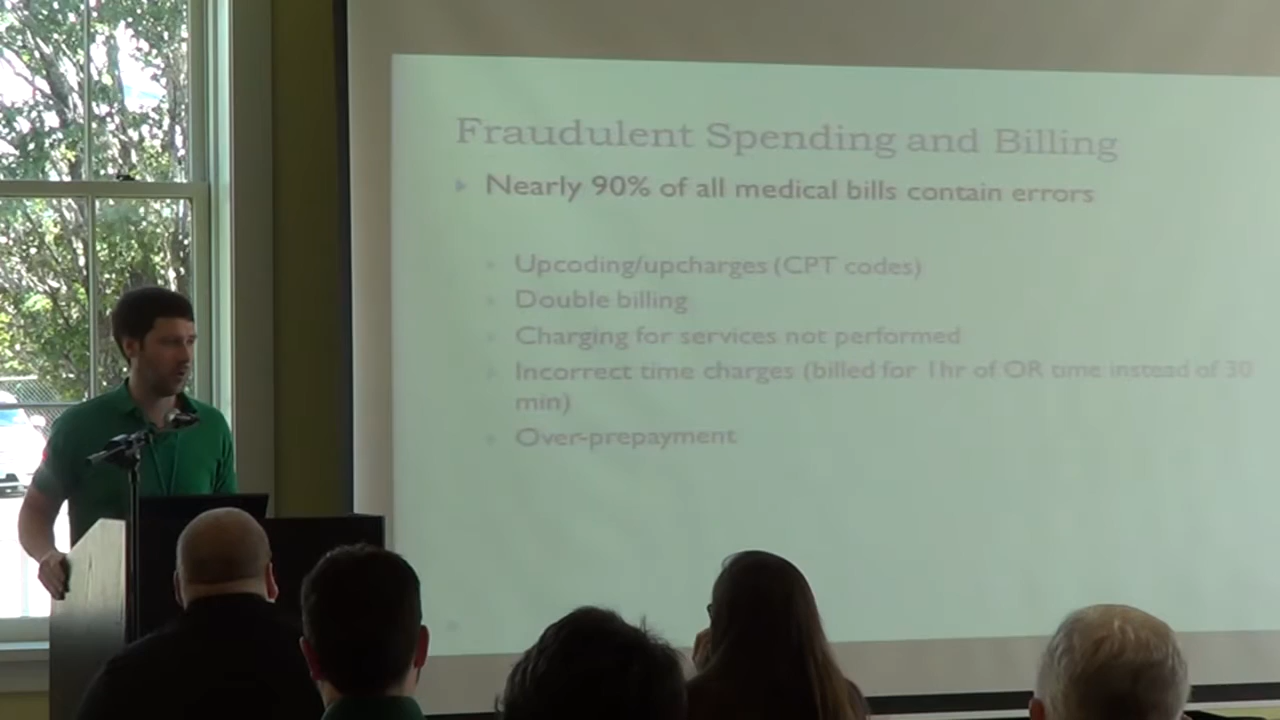 Fraudulent Spending and Billing
Nearly 90% of all medical bills contain errors
Upcoding/upcharges (CPT codes)
Double billing
Charging for services not performed
Incorrect time charges (billed for 1hr of OR time instead of 30
min)
Over-prepayment